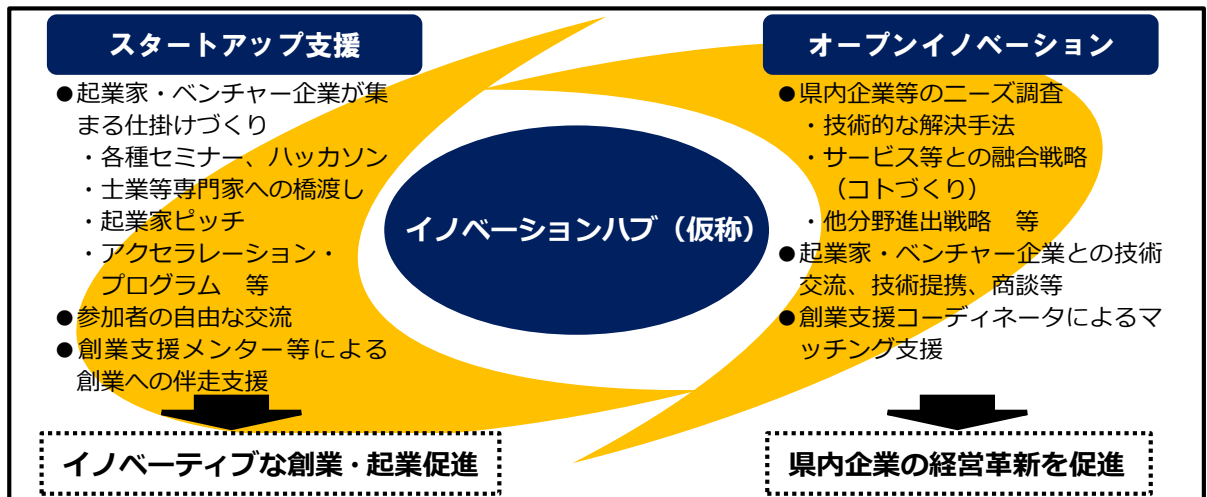 スタートアップ支援
●起業家・ベンチャー企業が集
まる仕掛けづくり
・各種セミナー、ハッカソン
・士業等専門家への橋渡し
・起業家ピッチ
・アクセラレーション・
プログラム　等
●参加者の自由な交流
●創業支援メンター等による
創業への伴走支援
イノベーティブな創業・起業促進
イノベーションハブ（仮称）
オープンイノベーション
●県内企業等のニーズ調査
・技術的な解決手法
・サービス等との融合戦略
（コトづくり）
・他分野進出戦略　等
●起業家・ベンチャー企業との技術
交流、技術提携、商談等
●創業支援コーディネータによるマ
ッチング支援
県内企業の経営革新を促進